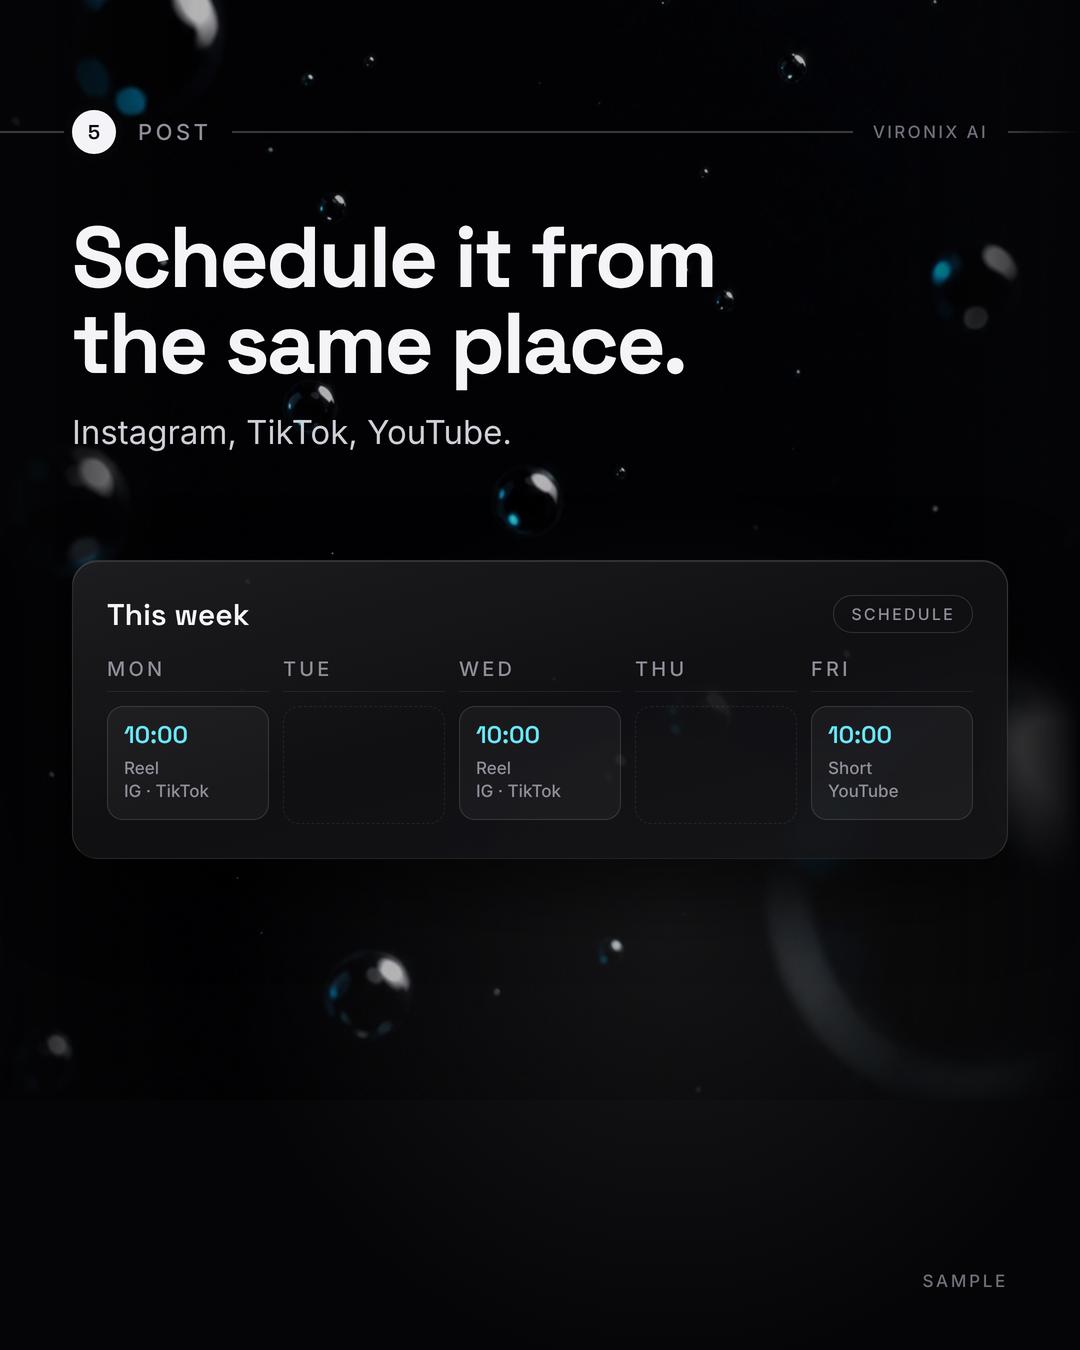 5 POST
VIRONIX AI
Schedule it from
the same place.
Instagram, TikTok, YouTube.
This week
SCHEDULE
MON TUE WED THU FRI
10:00 10:00 10:00
Reel Reel Short
IG · TikTok IG · TikTok YouTube
SAMPLE